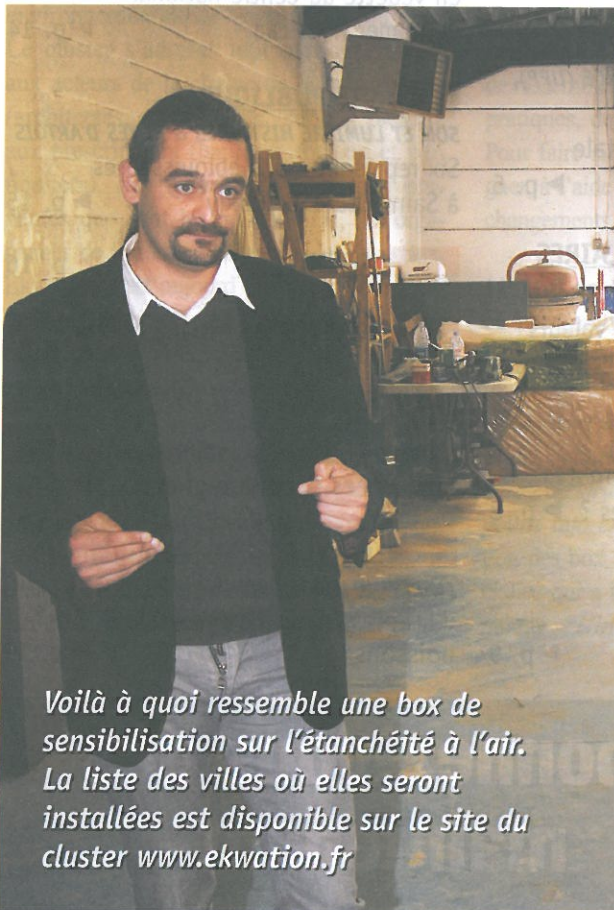 Voilà à quoi ressemble une box de
sensibilisation sur l'étanchéité à l'air.
La liste des villes où elles seront
installées est disponible sur le site du
cluster www.ekwation.fr